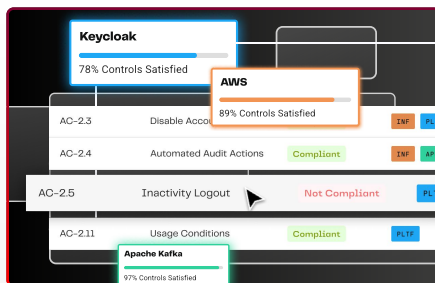 Keycloak
78% Controls Satisfied
AWS
89% Controls Satisfied
AC-2.3 Disable INF
AC-2.4 Automated Audit Actions Compliant INF
AC-2.5 Inactivity Logout Not Compliant
AC-2.11 Usage Conditions Compliant PLTF
Apache Kafka
97% Controls Satisfied